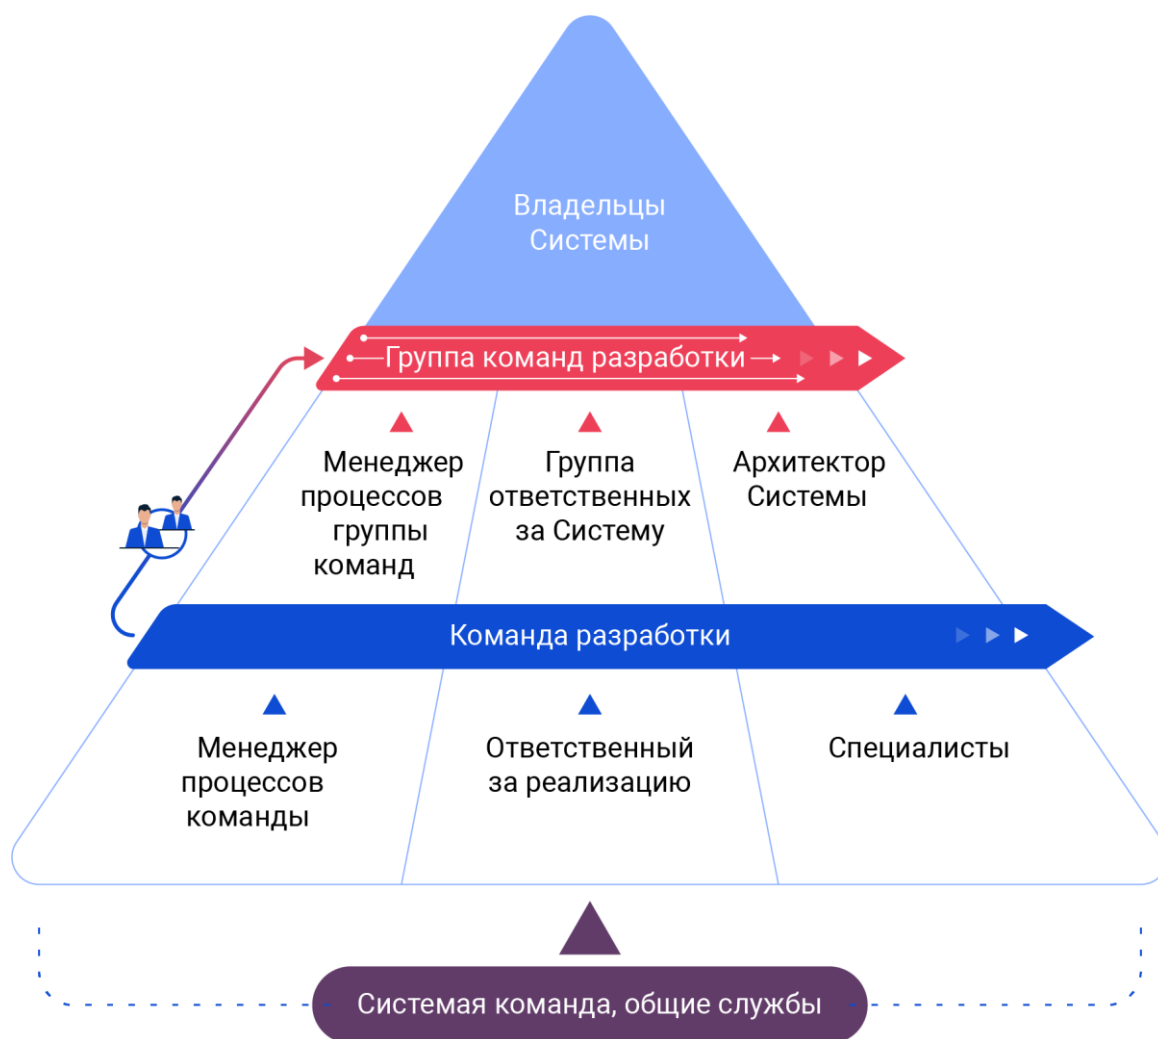 Владельцы
Системы
Группа команд разработки
Менеджер
процессов
группы
команд
Группа
ответственных
за Систему
Архитектор
Системы
Команда разработки
Менеджер
процессов
команды
Ответственный
за реализацию
Специалисты
Системая команда, общие службы